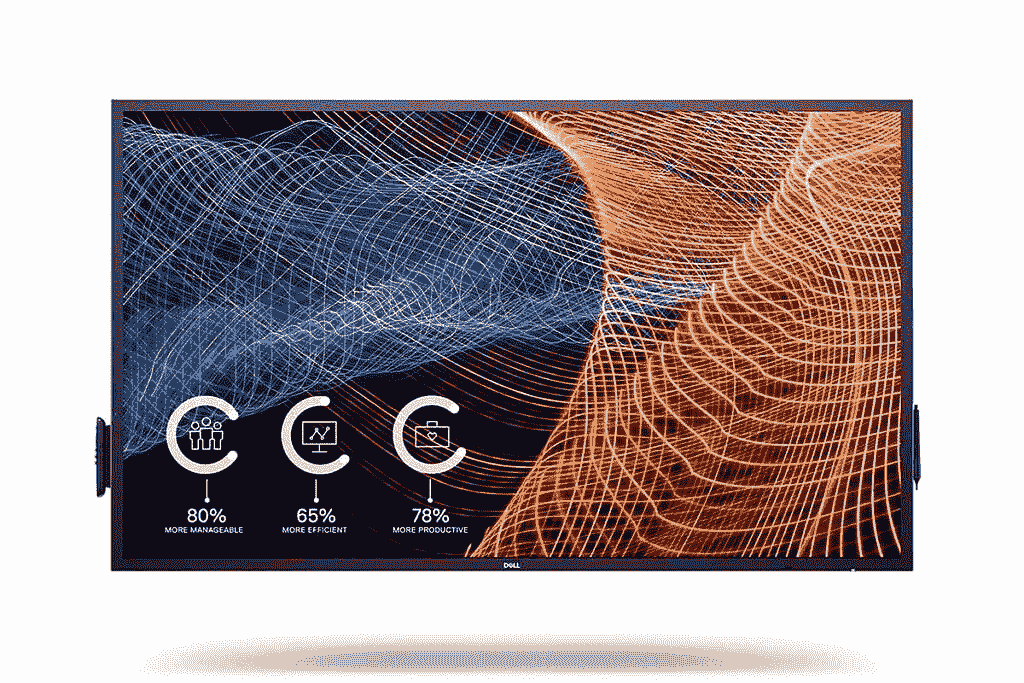 80%
MORE MANAGEABLE
65%
MORE EFFICIENT
78%
MORE PRODUCTIVE
DELL